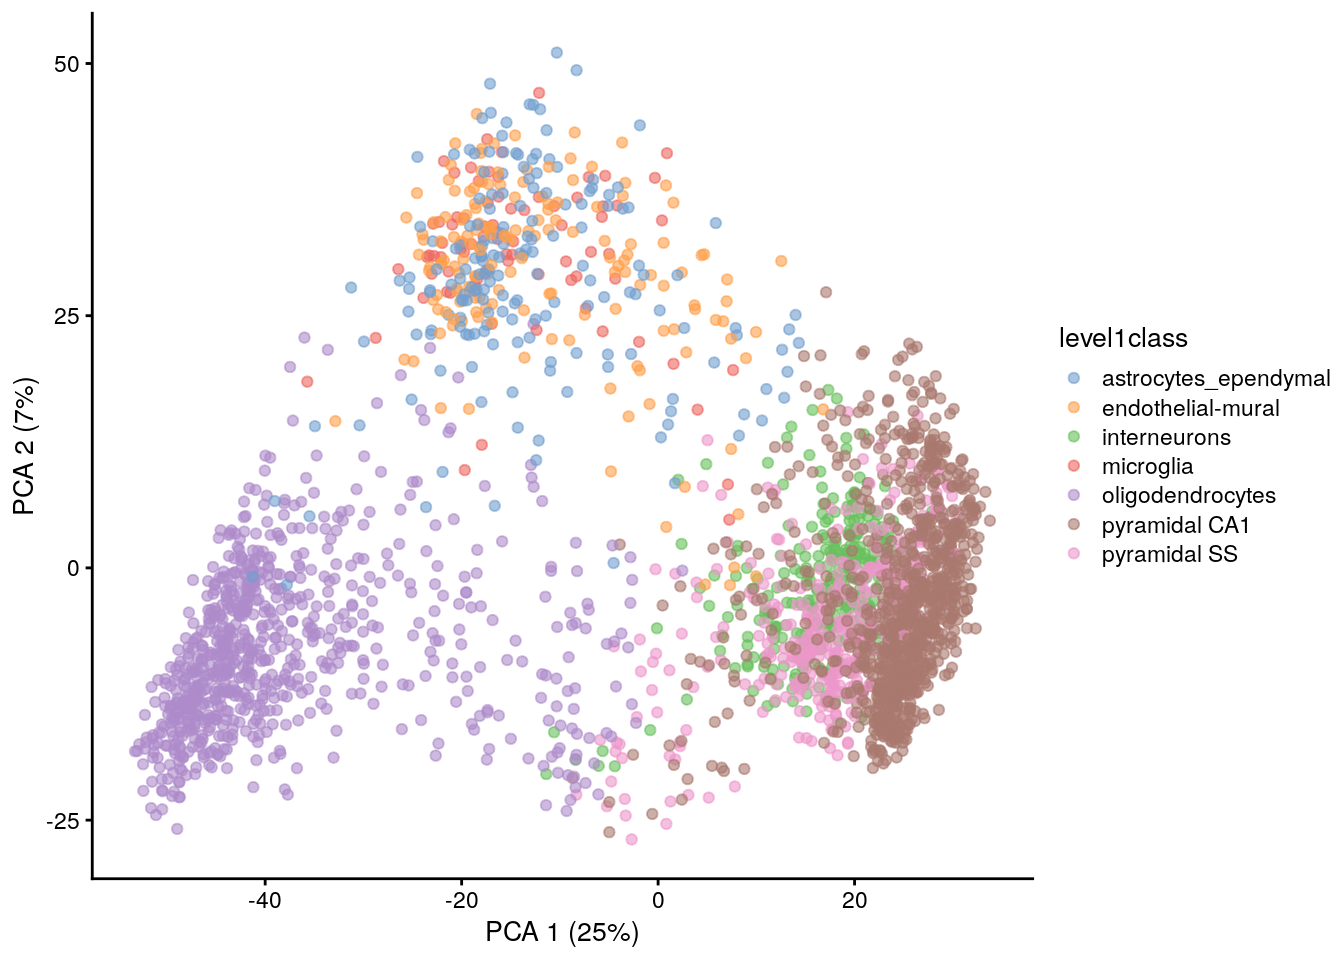 50
25
0
-25
-40
-20
0
20
PCA 1 (25%)
PCA 2 (7%)
level1class
astrocytes_ependymal
endothelial-mural
interneurons
microglia
oligodendrocytes
pyramidal CA1
pyramidal SS